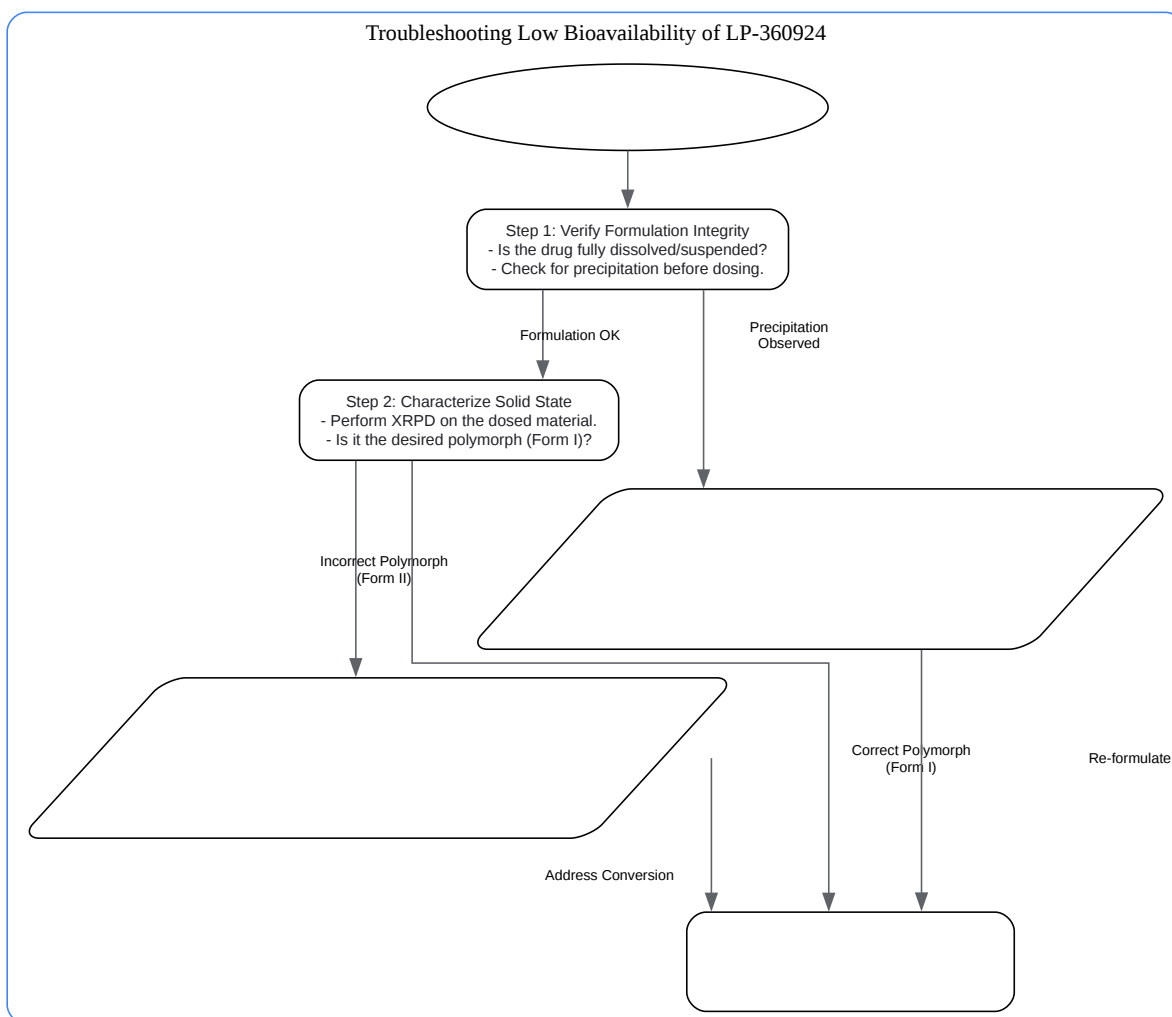 Troubleshooting Low Bioavailability of LP-360924
Step 1: Verify Formulation Integrity
- Is the drug fully dissolved/suspended?
- Check for precipitation before dosing.
Formulation OK
Precipitation
Observed
Step 2: Characterize Solid State
- Perform XRPD on the dosed material.
- Is it the desired polymorph (Form I)?
Incorrect Polymorph
(Form II)
Correct Polymorph
(Form I)
Re-formulate
Address Conversion